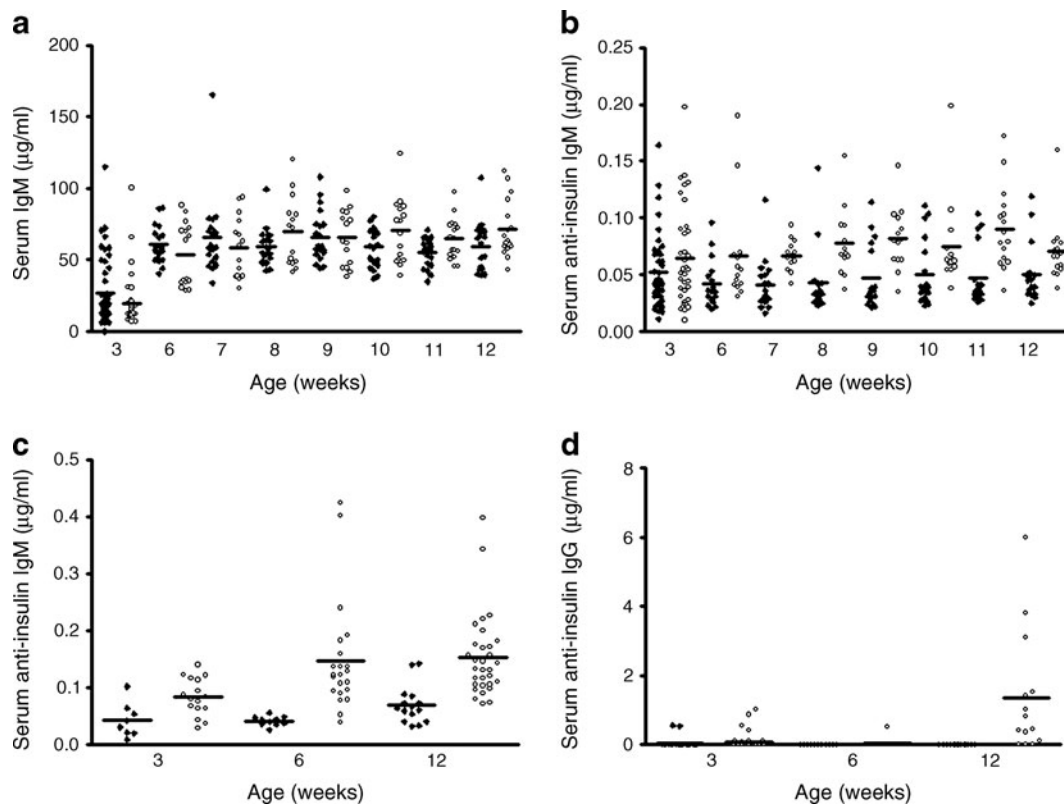 a
200
150
100
50
0
Serum IgM (µg/ml)
3 6 7 8 9 10 11 12
Age (weeks)
b
0.25
0.20
0.15
0.10
0.05
0.00
Serum anti-insulin IgM (µg/ml)
3 6 7 8 9 10 11 12
Age (weeks)
c
0.5
0.4
0.3
0.2
0.1
0.0
Serum anti-insulin IgM (µg/ml)
3 6 12
Age (weeks)
d
8
6
4
2
0
Serum anti-insulin IgG (µg/ml)
3 6 12
Age (weeks)